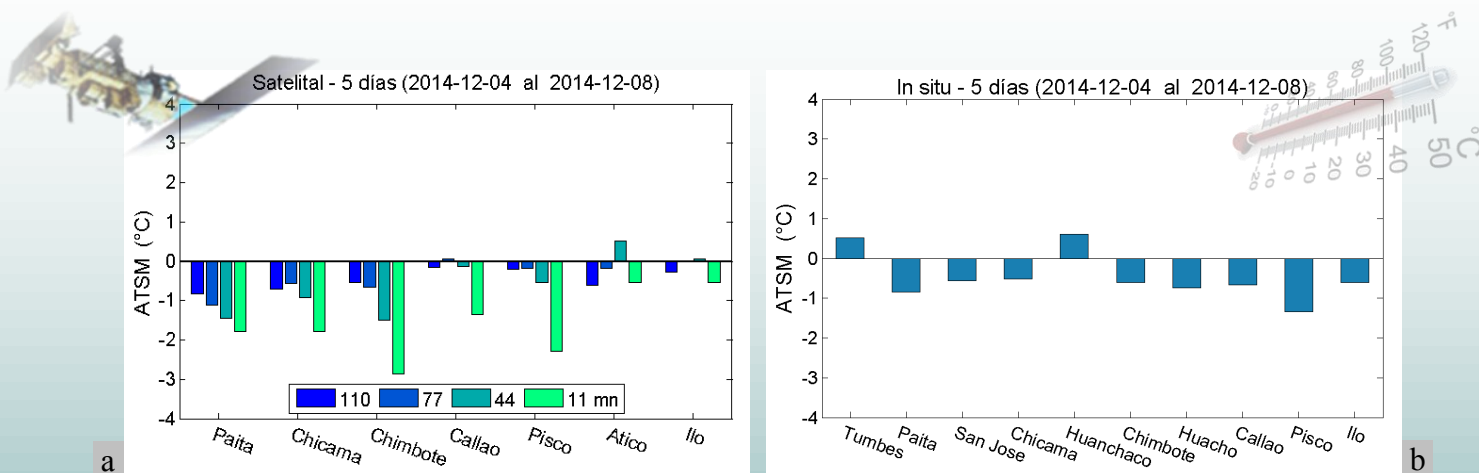 Satelital - 5 días (2014-12-04 al 2014-12-08)
4
3
2
1
0
-1
-2
-3
-4
ATSM (°C)
110 77 44 11 mn
Paita Chicama Chimbote Callao Pisco Atico Ilo
a
In situ - 5 días (2014-12-04 al 2014-12-08)
4
3
2
1
0
-1
-2
-3
-4
ATSM (°C)
Tumbes Paita San Jose Chicama Huanchaco Chimbote Huacho Callao Pisco Ilo
b
°F
60 80 100 120
-20 -10 0 10 20 30 40 50 °C